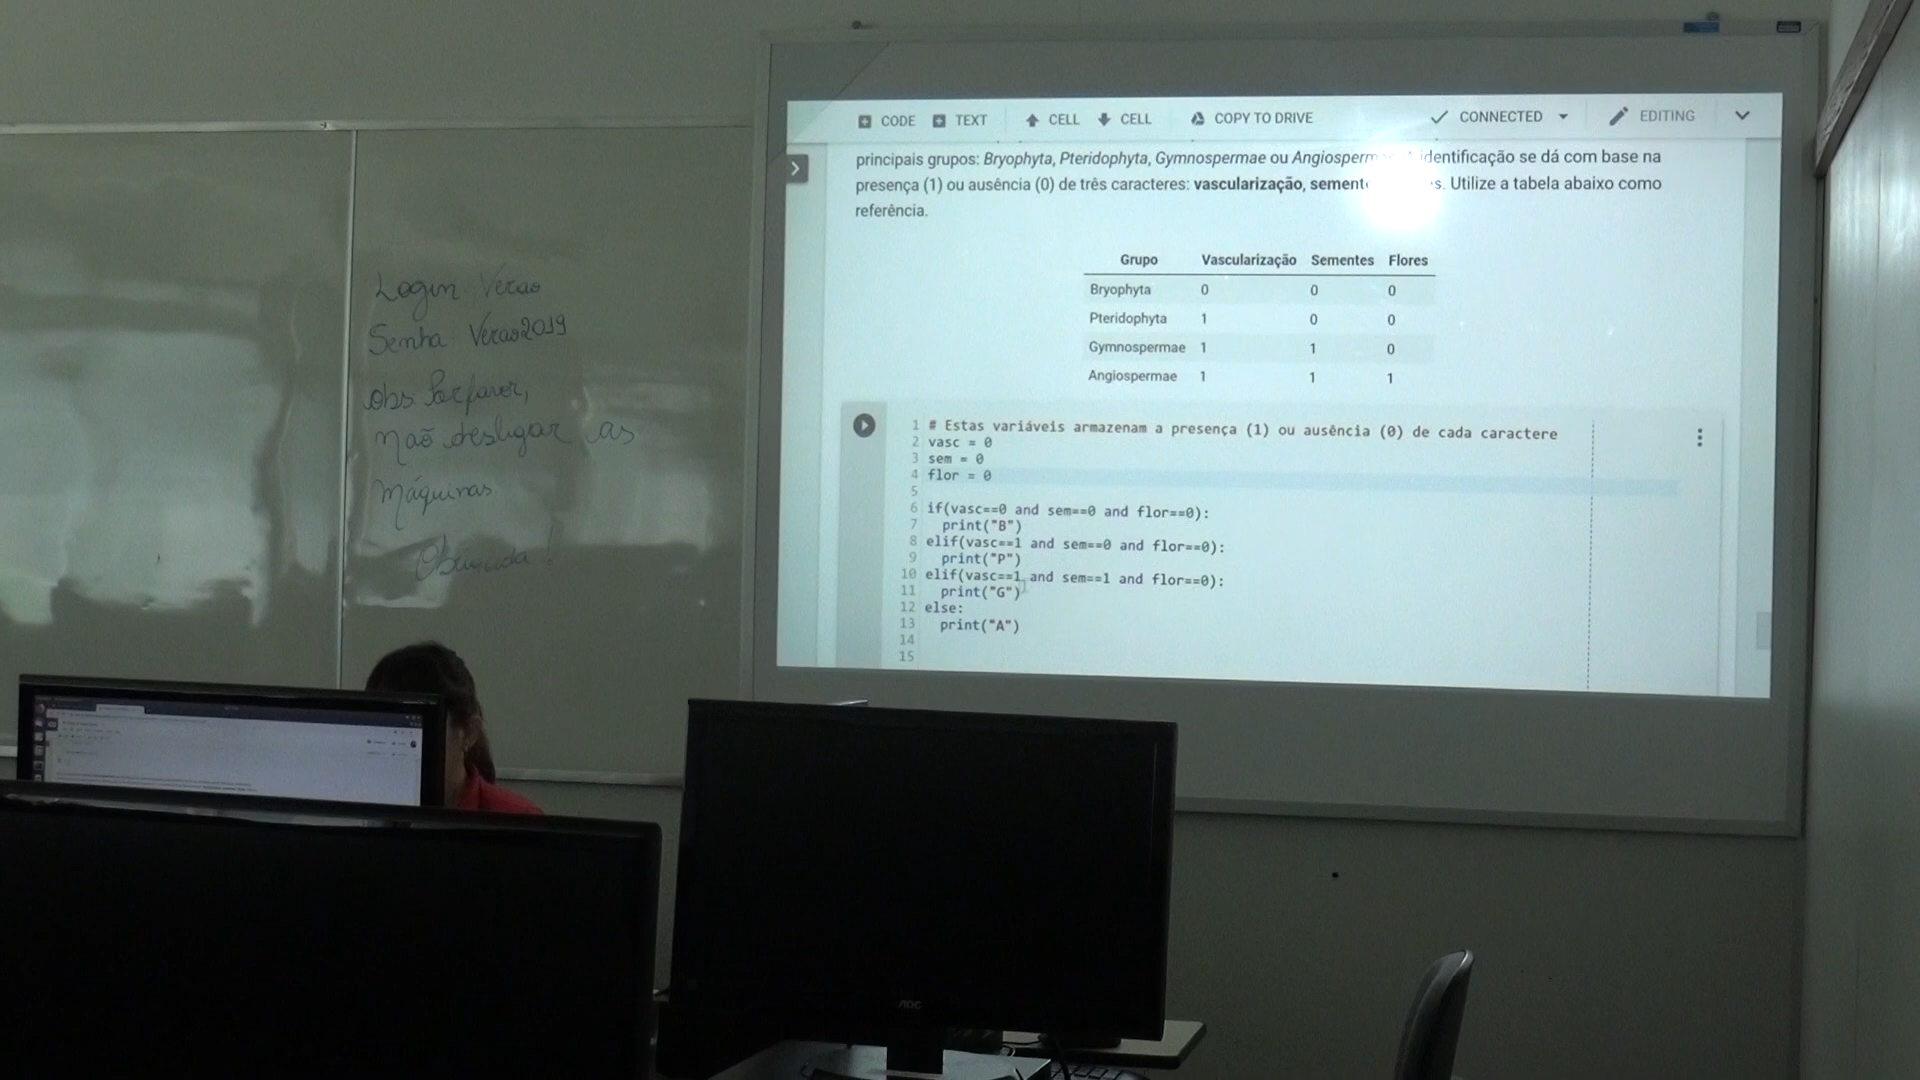 Login Verao
Senha Verao2019
obs. Por favor,
não desligar as
máquinas
Obrigada!
CODE TEXT CELL CELL COPY TO DRIVE CONNECTED EDITING
principais grupos: Bryophyta, Pteridophyta, Gymnospermae ou identificação se dá com base na
presença (1) ou ausência (0) de três caracteres: vascularização, Utilize a tabela abaixo como
referência.
Grupo Vascularização Sementes Flores
Bryophyta 0 0 0
Pteridophyta 1 0 0
Gymnospermae 1 1 0
Angiospermae 1 1 1
1 # Estas variáveis armazenam a presença (1) ou ausência (0) de cada caractere
2 vasc = 0
3 sem = 0
4 flor = 0
5
6 if(vasc==0 and sem==0 and flor==0):
7 print("B")
8 elif(vasc==1 and sem==0 and flor==0):
9 print("P")
10 elif(vasc==1 and sem==1 and flor==0):
11 print("G")
12 else:
13 print("A")
14
15
AOC